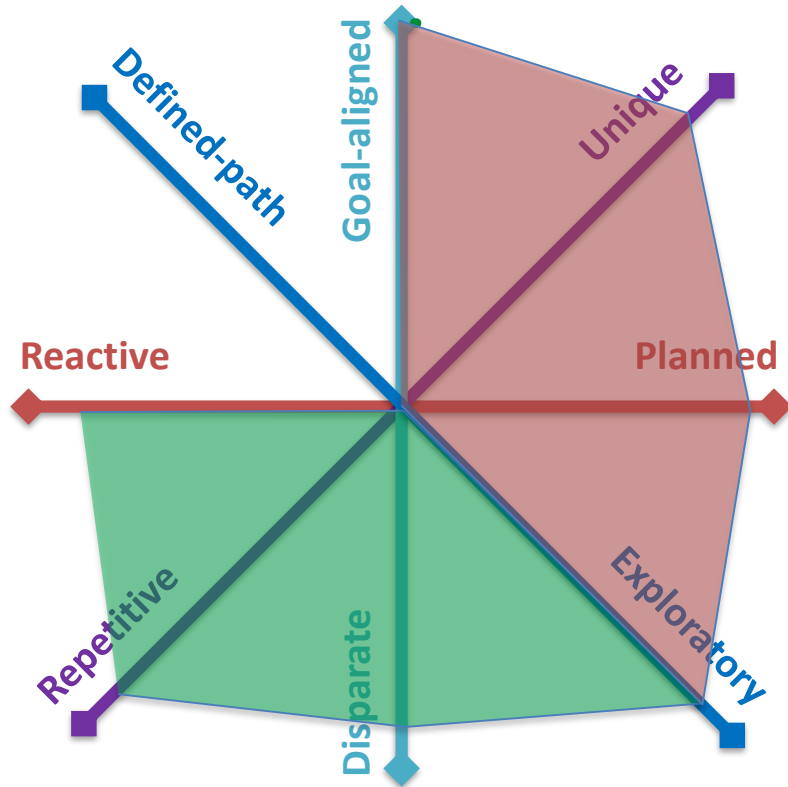 Defined-path
Goal-aligned
Unique
Reactive
Planned
Repetitive
Disparate
Exploratory